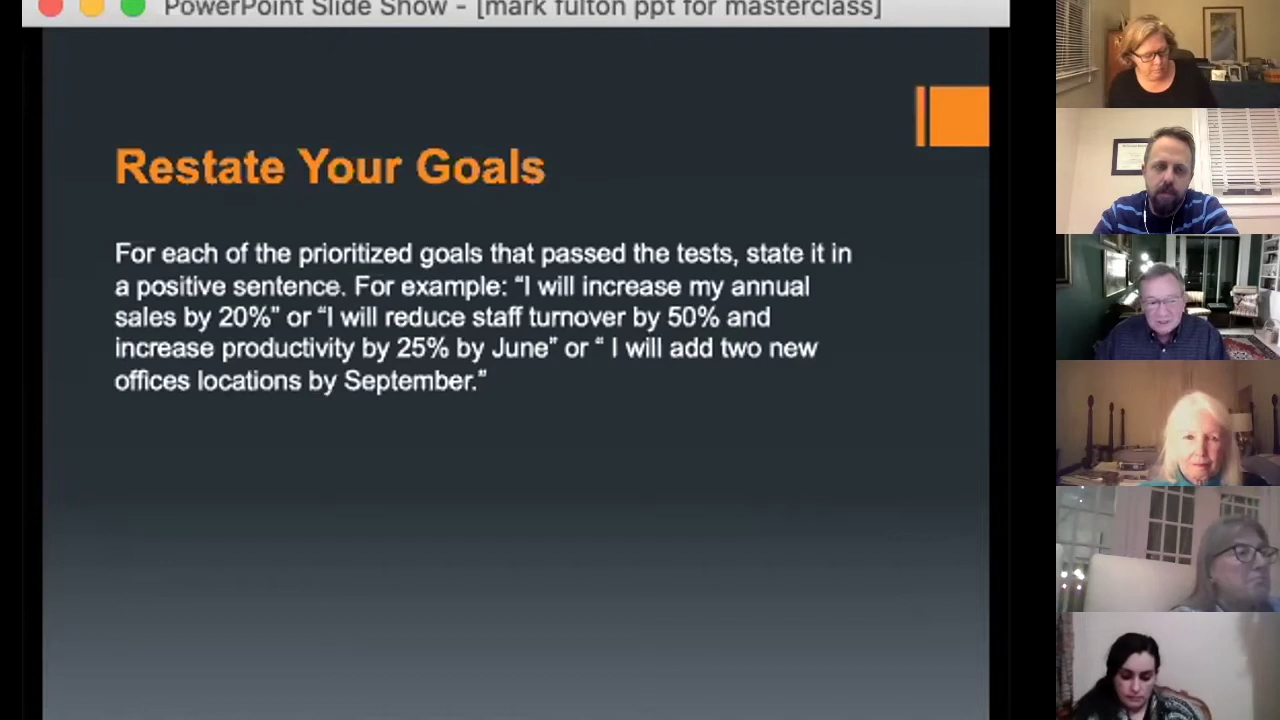 PowerPoint Slide Show - [mark fulton ppt for masterclass]
Restate Your Goals
For each of the prioritized goals that passed the tests, state it in
a positive sentence. For example: “I will increase my annual
sales by 20%” or “I will reduce staff turnover by 50% and
increase productivity by 25% by June” or “ I will add two new
offices locations by September.”